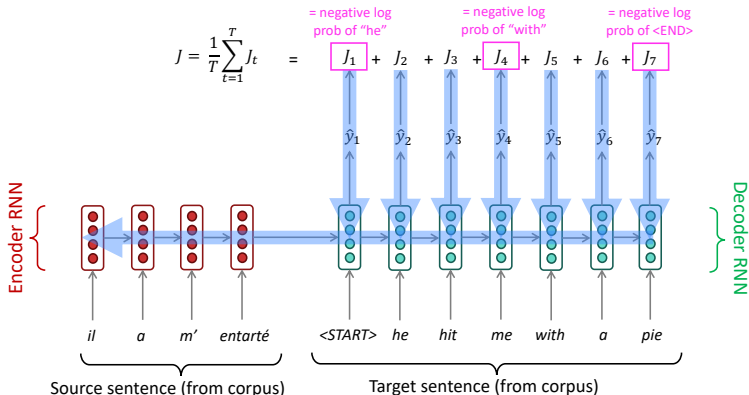 = negative log
prob of "he"
= negative log
prob of "with"
= negative log
prob of <END>
J = 1/T ∑_{t=1}^{T} J_t = J_1 + J_2 + J_3 + J_4 + J_5 + J_6 + J_7
ŷ_1 ŷ_2 ŷ_3 ŷ_4 ŷ_5 ŷ_6 ŷ_7
Encoder RNN
Decoder RNN
il a m' entarté <START> he hit me with a pie
Source sentence (from corpus)
Target sentence (from corpus)